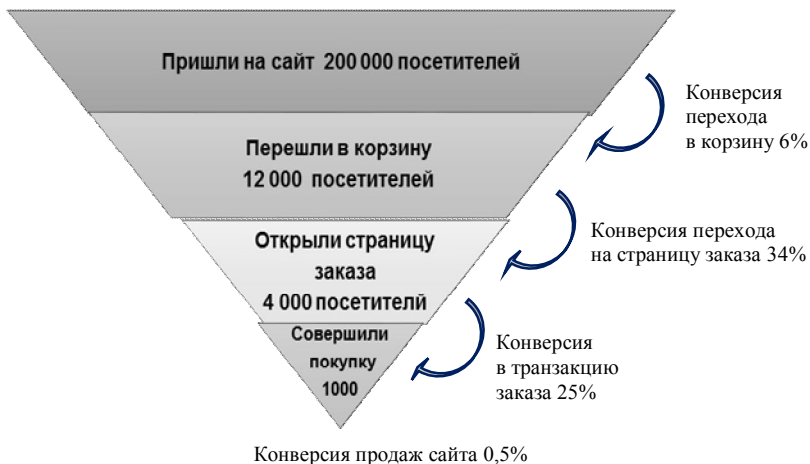 Пришли на сайт 200 000 посетителей
Конверсия
перехода
в корзину 6%
Перешли в корзину
12 000 посетителей
Конверсия перехода
на страницу заказа 34%
Открыли страницу
заказа
4 000 посетителй
Конверсия
в транзакцию
заказа 25%
Совершили
покупку
1000
Конверсия продаж сайта 0,5%